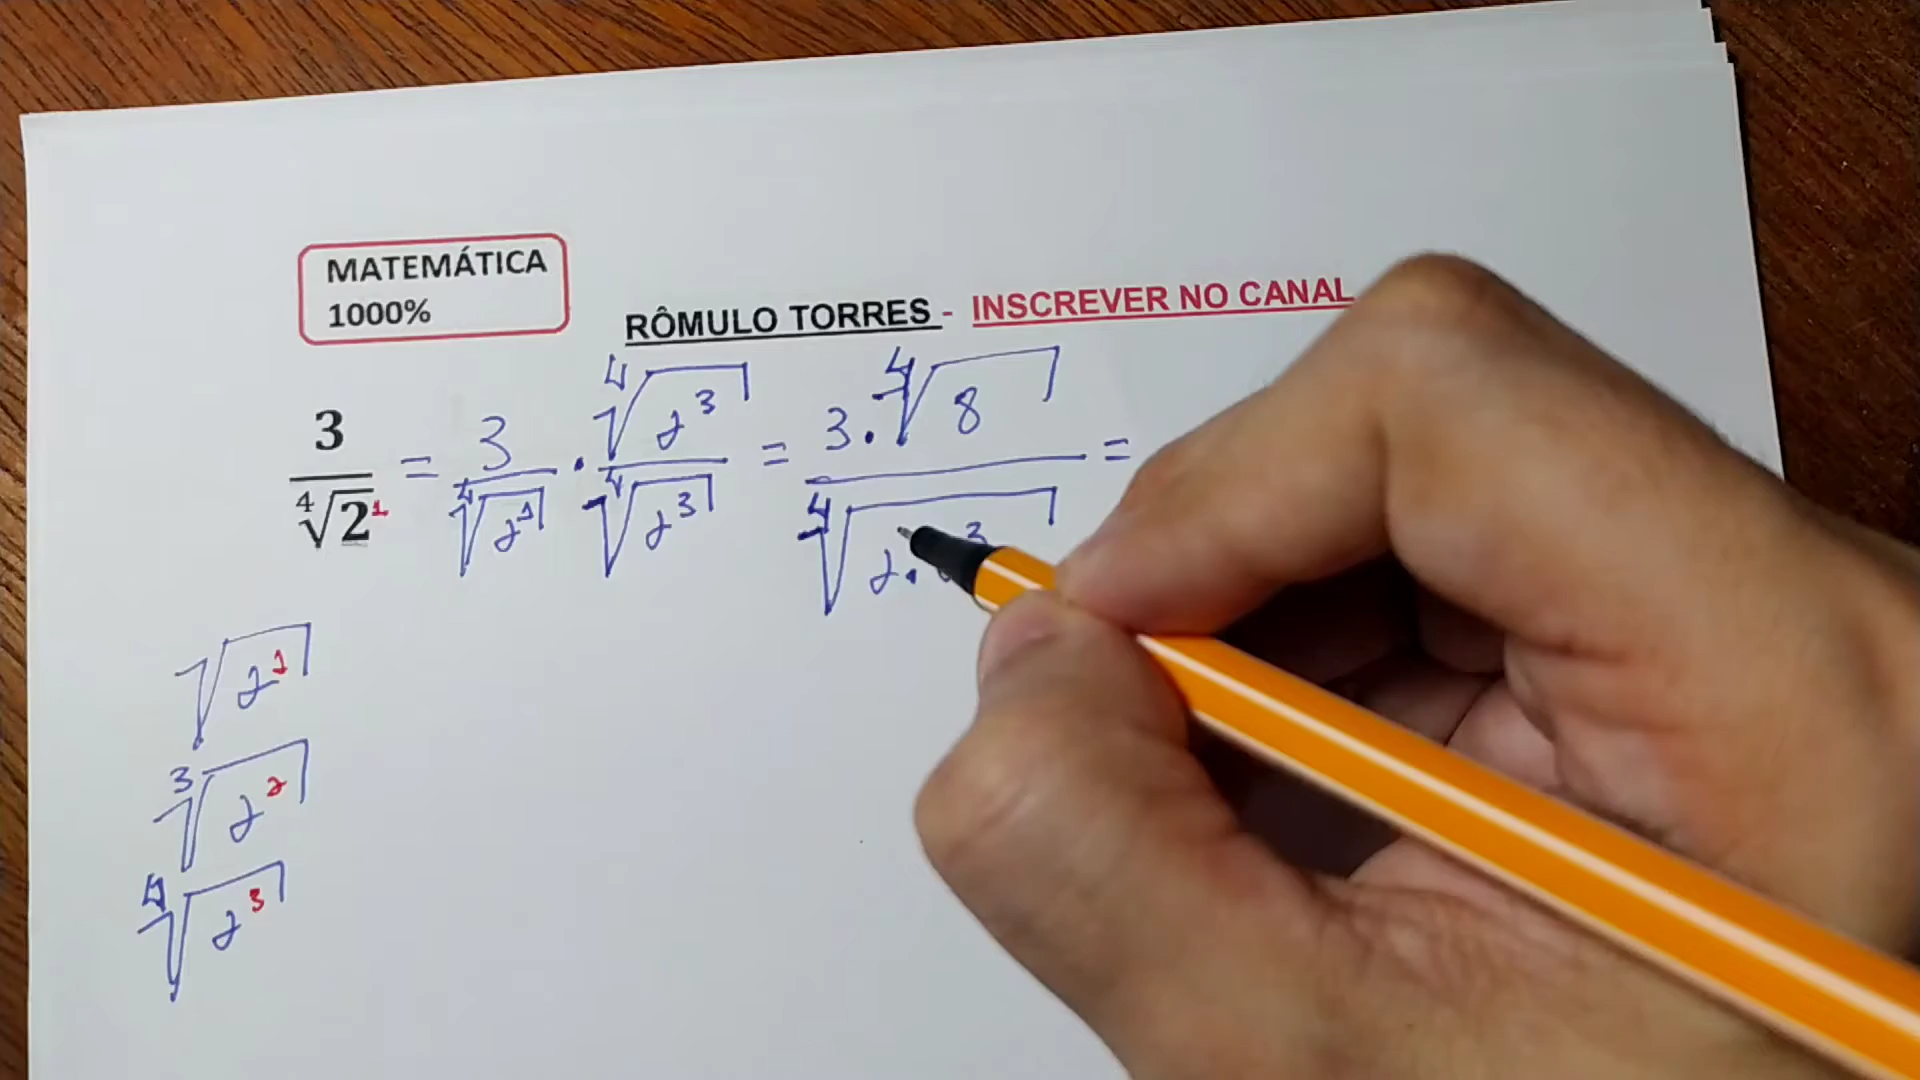 MATEMÁTICA
1000%
RÔMULO TORRES - INSCREVER NO CANAL
3/⁴√2¹ = 3/⁴√2¹ · ⁴√2³/⁴√2³ = 3·⁴√8/⁴√2· ³ =
√2¹
³√2²
⁴√2³